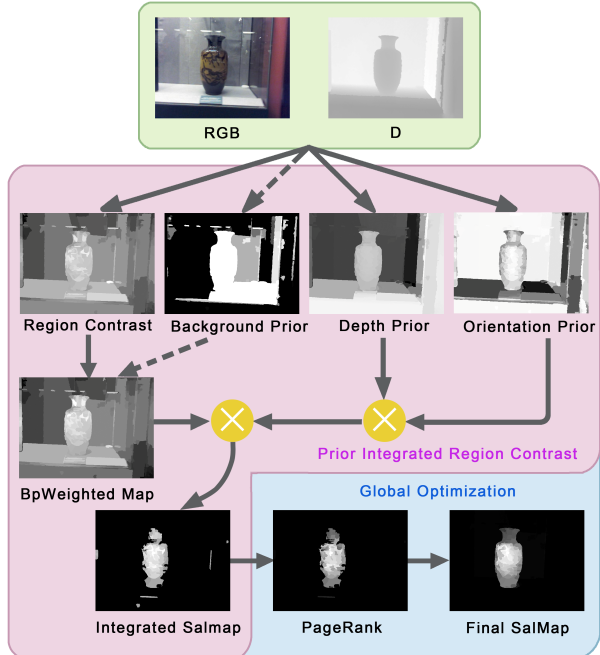 RGB
D
Region Contrast
Background Prior
Depth Prior
Orientation Prior
Prior Integrated Region Contrast
BpWeighted Map
Global Optimization
Integrated Salmap
PageRank
Final SalMap